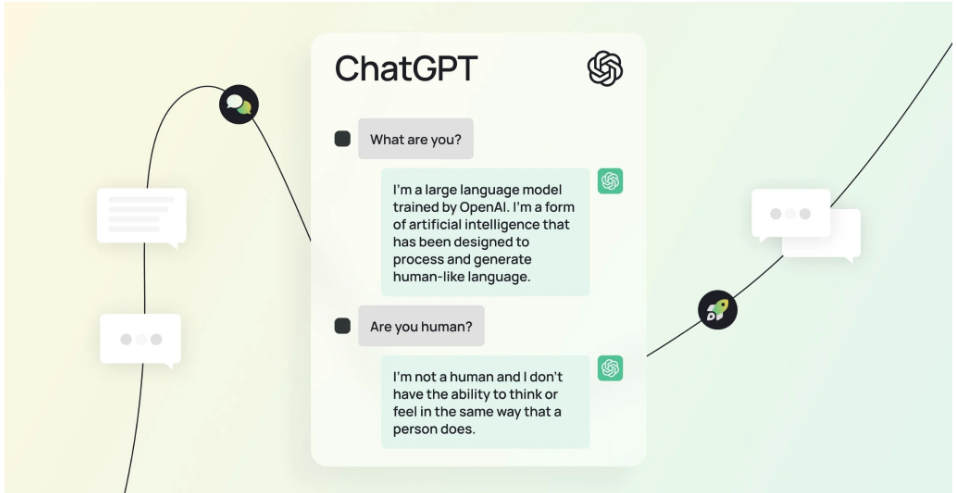 ChatGPT
What are you?
I'm a large language model
trained by OpenAI. I'm a form
of artificial intelligence that
has been designed to
process and generate
human-like language.
Are you human?
I'm not a human and I don't
have the ability to think or
feel in the same way that a
person does.